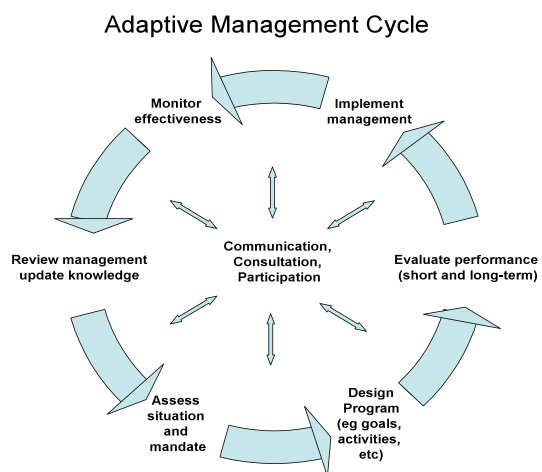 Adaptive Management Cycle
Monitor
effectiveness
Implement
management
Review management
update knowledge
Communication,
Consultation,
Participation
Evaluate performance
(short and long-term)
Assess
situation
and
mandate
Design
Program
(eg goals,
activities,
etc)